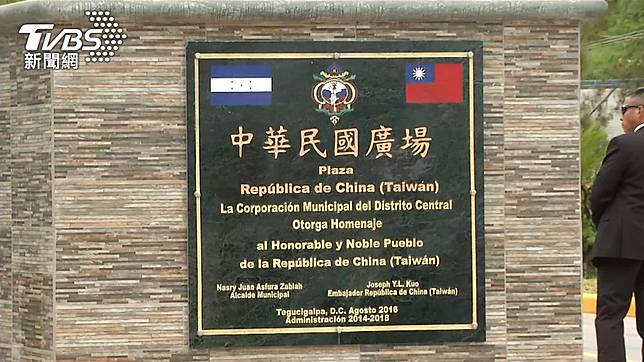 TVBS
新聞網
中華民國廣場
Plaza
República de China (Taiwán)
La Corporación Municipal del Distrito Central
Otorga Homenaje
al Honorable y Noble Pueblo
de la República de China (Taiwán)
Nasry Juan Asfura Zablah
Alcalde Municipal
Joseph Y.L. Kuo
Embajador República de China (Taiwán)
Tegucigalpa, D.C. Agosto 2016
Administración 2014-2018